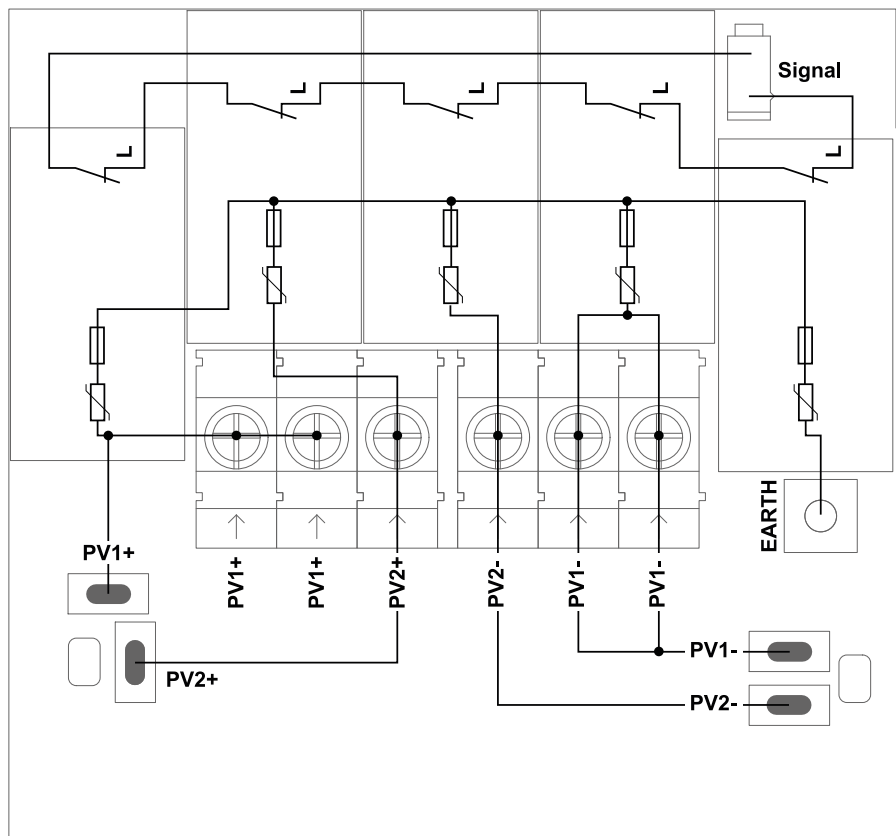 L
L
L
Signal
L
L
EARTH
PV1+
PV1+
PV1+
PV2+
PV2-
PV1-
PV1-
PV2+
PV1-
PV2-